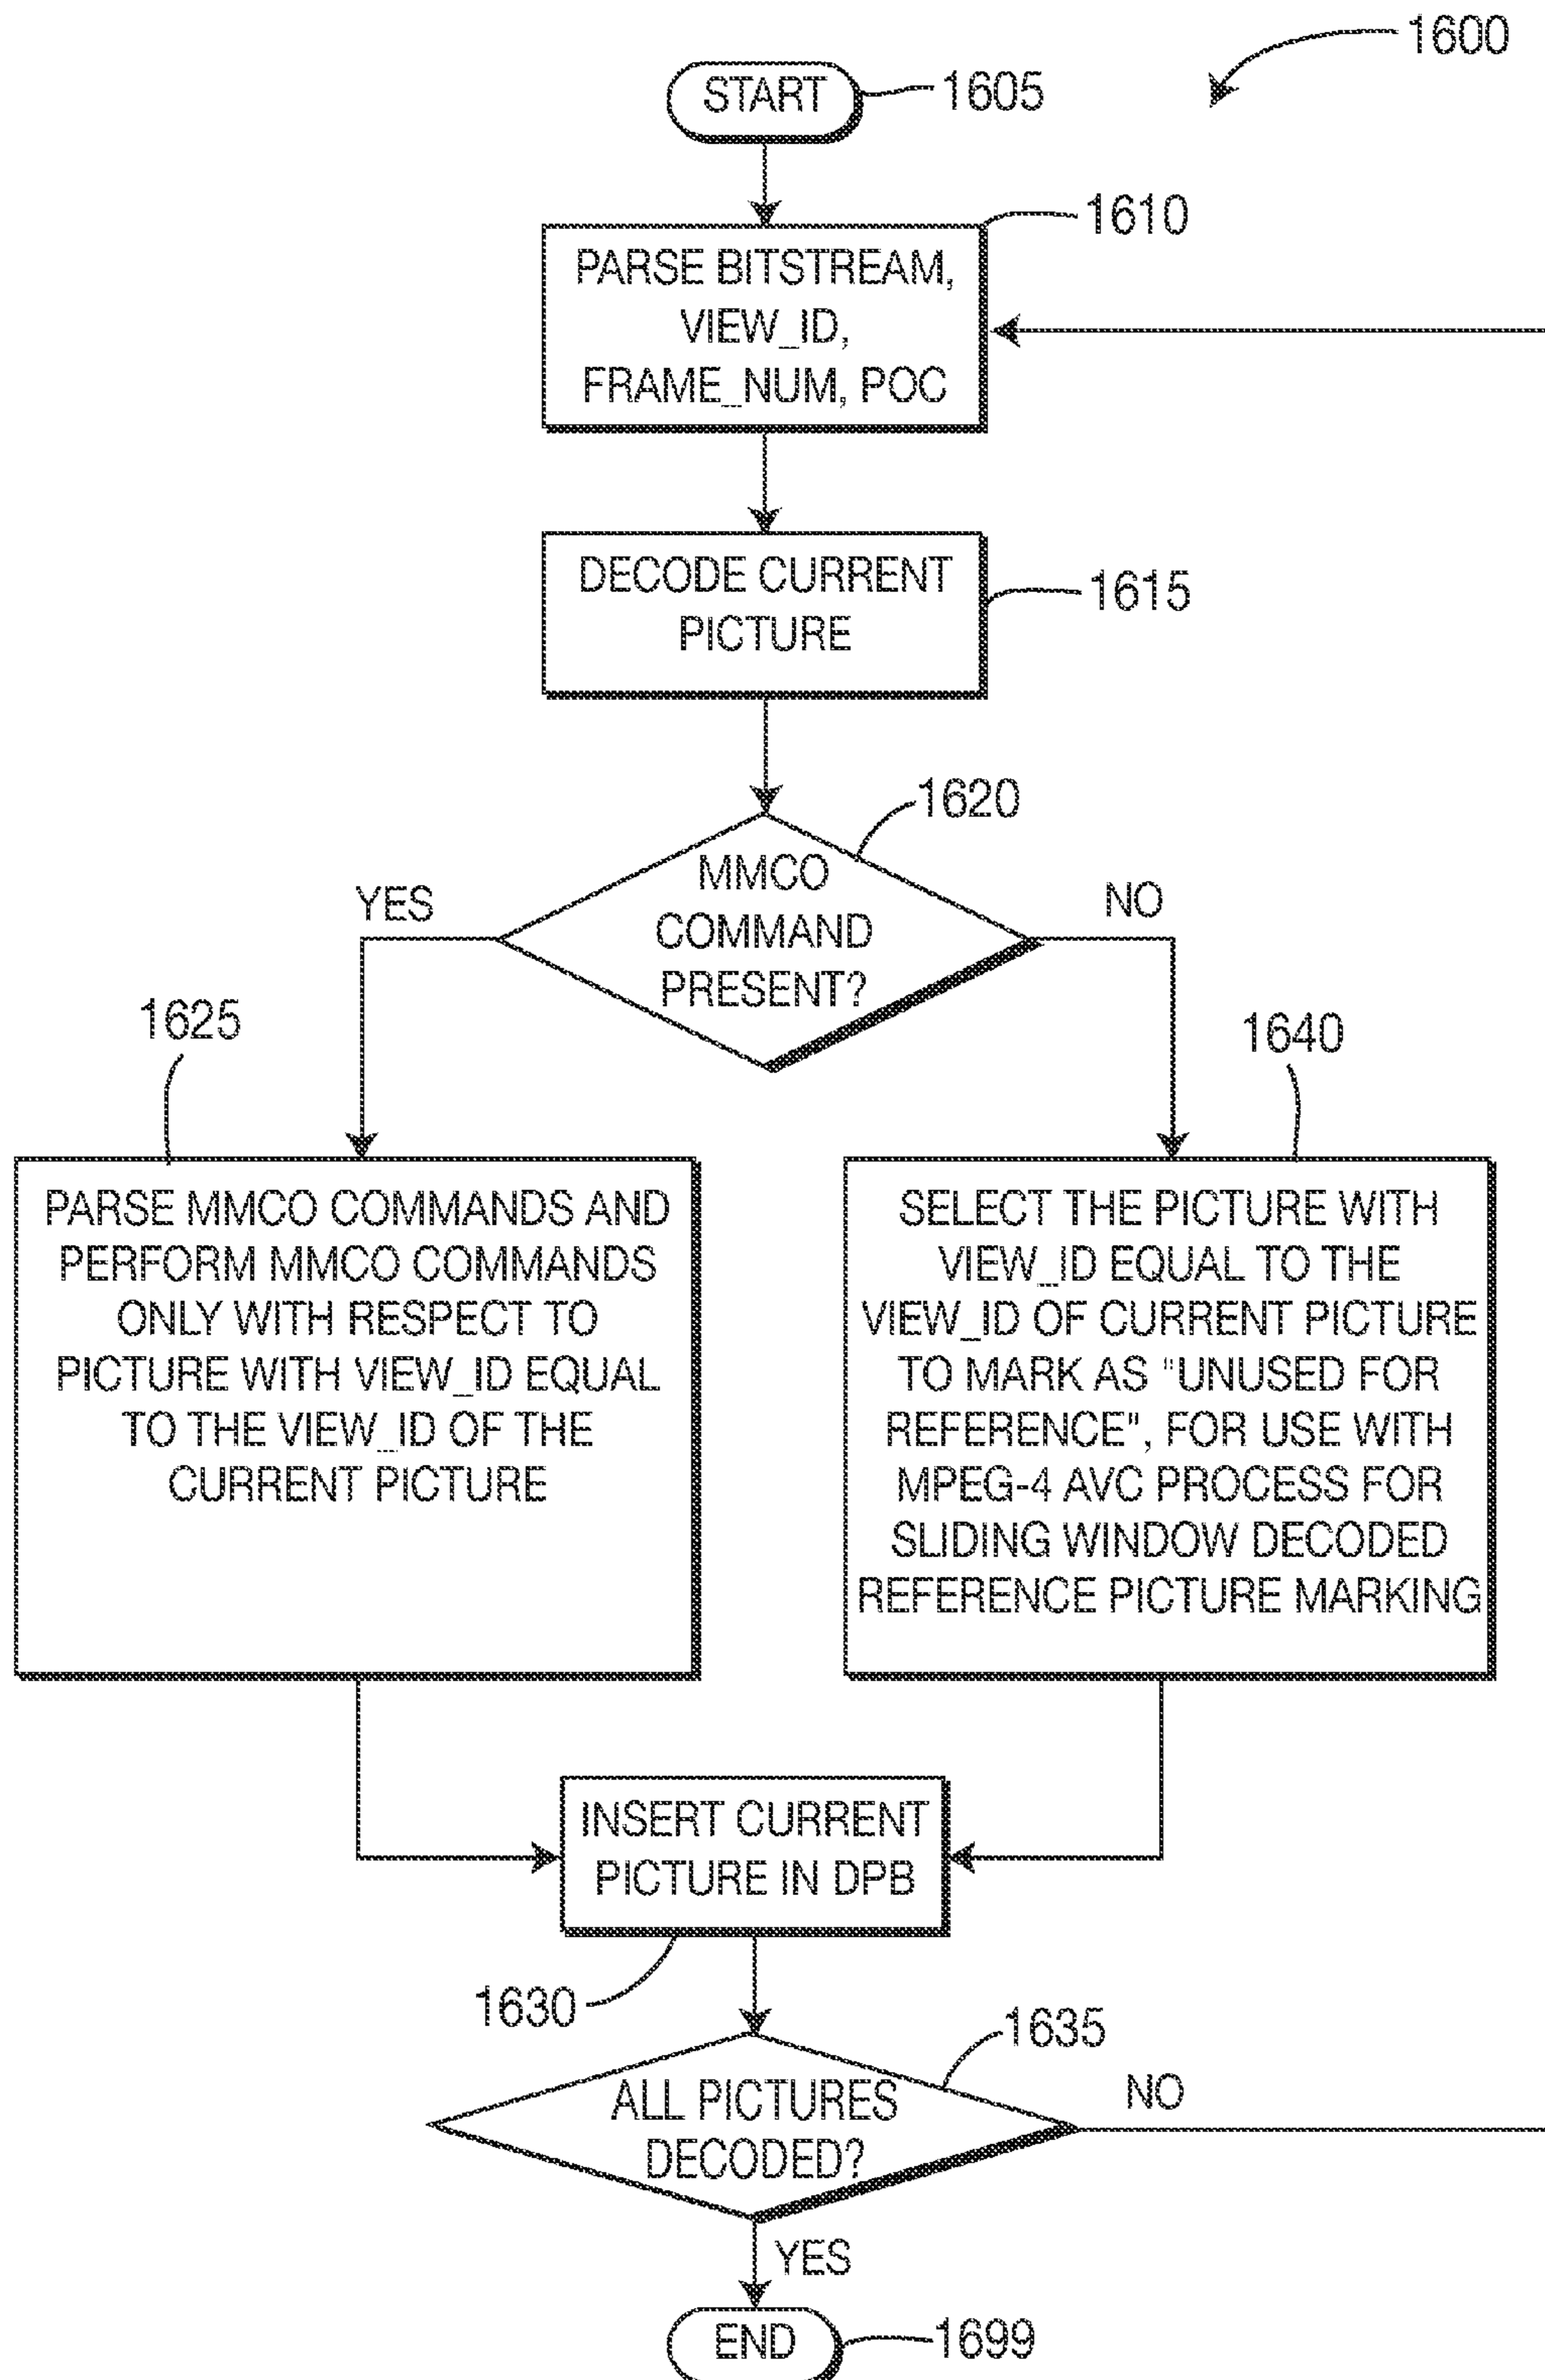 1600
START
1605
1610
PARSE BITSTREAM,
VIEW_ID,
FRAME_NUM, POC
DECODE CURRENT
PICTURE
1615
1620
MMCO
COMMAND
PRESENT?
YES
NO
1625
1640
PARSE MMCO COMMANDS AND
PERFORM MMCO COMMANDS
ONLY WITH RESPECT TO
PICTURE WITH VIEW_ID EQUAL
TO THE VIEW_ID OF THE
CURRENT PICTURE
SELECT THE PICTURE WITH
VIEW_ID EQUAL TO THE
VIEW_ID OF CURRENT PICTURE
TO MARK AS "UNUSED FOR
REFERENCE", FOR USE WITH
MPEG-4 AVC PROCESS FOR
SLIDING WINDOW DECODED
REFERENCE PICTURE MARKING
INSERT CURRENT
PICTURE IN DPB
1630
1635
ALL PICTURES
DECODED?
NO
YES
END
1699